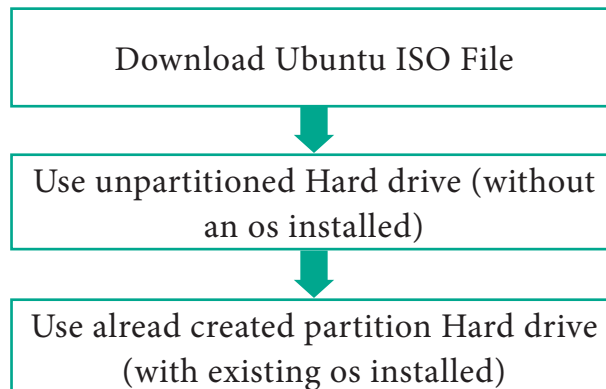 Download Ubuntu ISO File
Use unpartitioned Hard drive (without
an os installed)
Use alread created partition Hard drive
(with existing os installed)